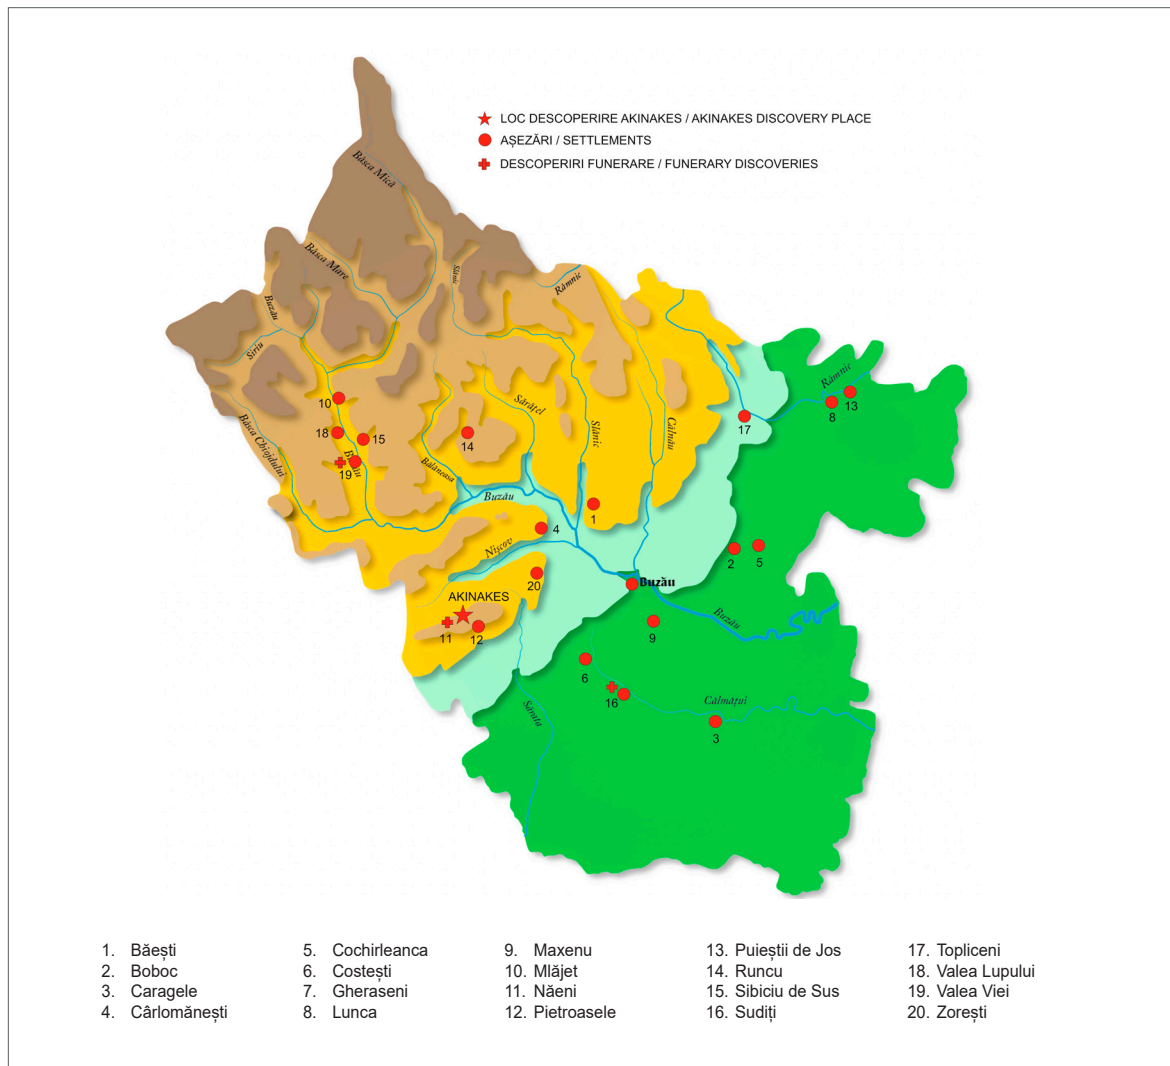 LOC DESCOPERIRE AKINAKES / AKINAKES DISCOVERY PLACE
AȘEZĂRI / SETTLEMENTS
DESCOPERIRI FUNERARE / FUNERARY DISCOVERIES
Bâsca Mică
Bâsca Mare
Slănic
Râmnic
Buzău
Siriu
Râmnic
10
8
13
Sărățel
Slănic
Câlnău
Bâsca Chiojdului
17
18
15
14
Buzău
19
Bălăneasa
Buzău
1
4
Nișcov
2
5
20
Buzău
AKINAKES
Buzău
11
12
9
6
16
Călmățui
Sărata
3
1. Băești
2. Boboc
3. Caragele
4. Cârlomănești
5. Cochirleanca
6. Costești
7. Gheraseni
8. Lunca
9. Maxenu
10. Mlăjet
11. Năeni
12. Pietroasele
13. Puieștii de Jos
14. Runcu
15. Sibiciu de Sus
16. Sudiți
17. Topliceni
18. Valea Lupului
19. Valea Viei
20. Zorești